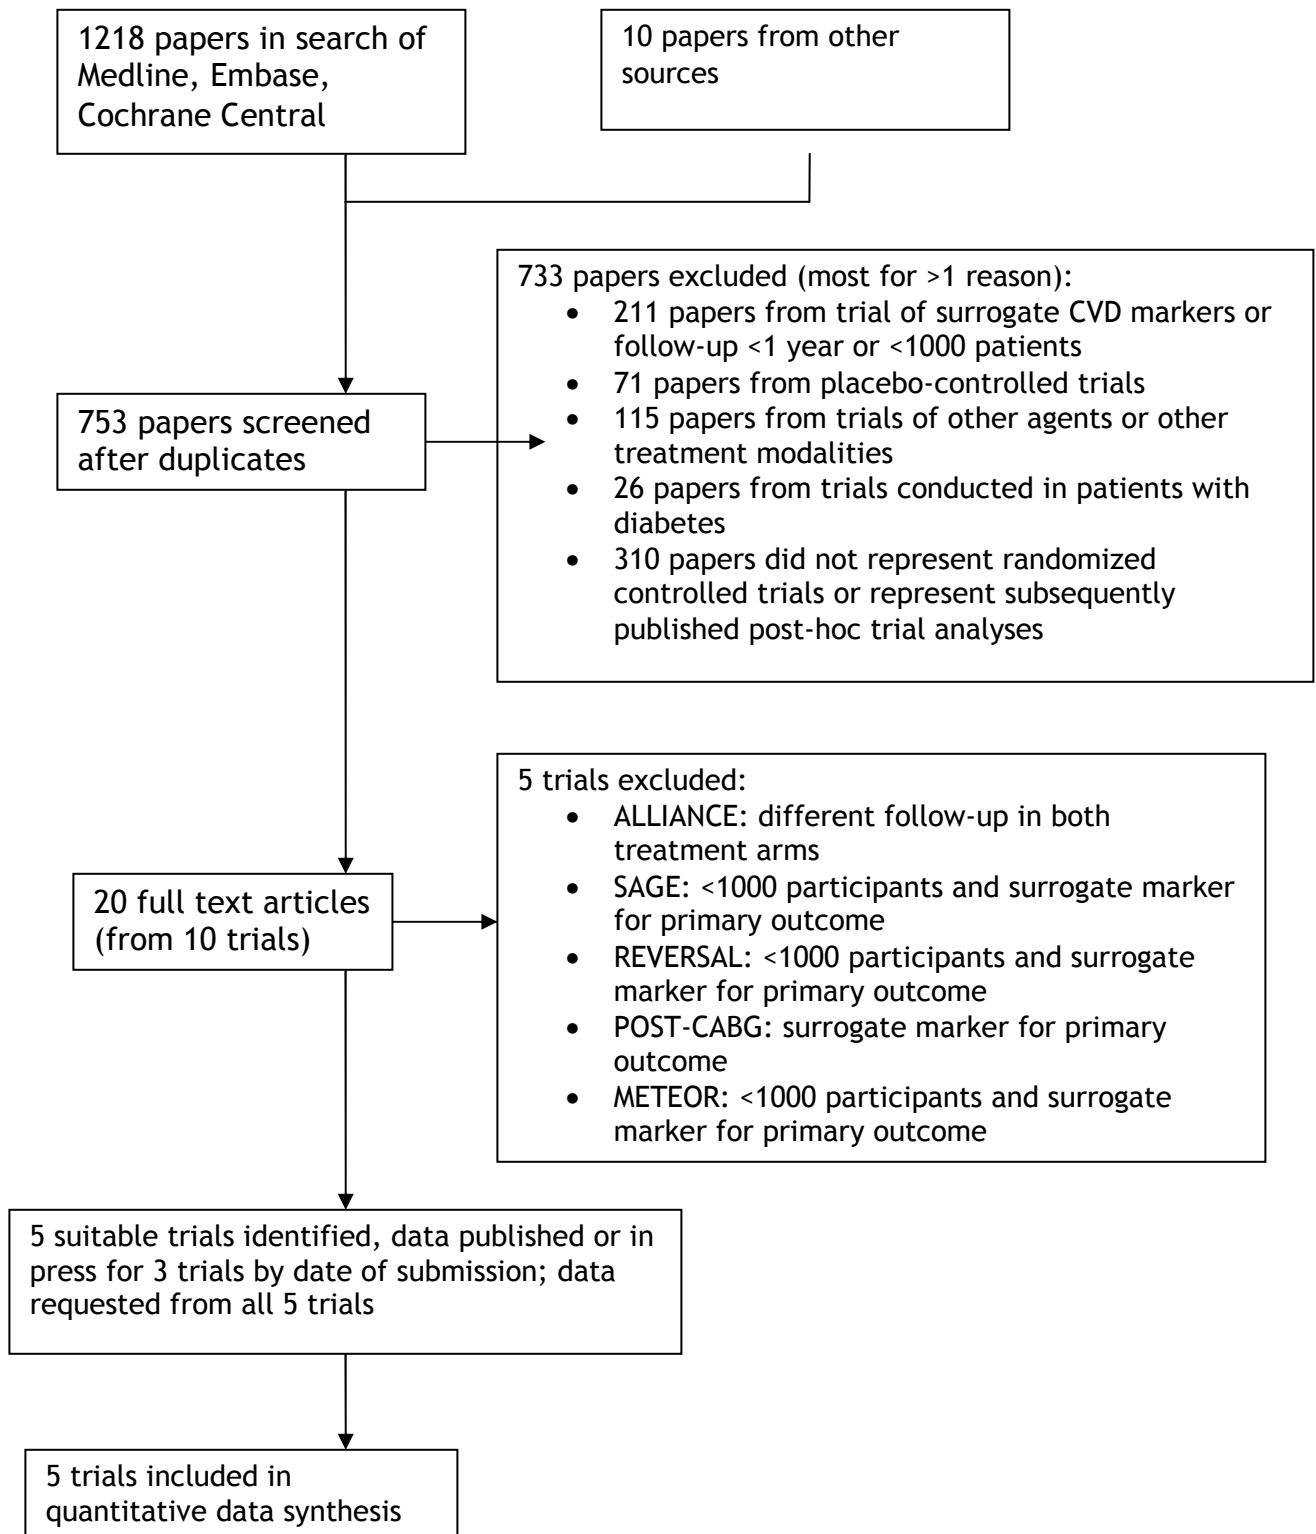 1218 papers in search of
Medline, Embase,
Cochrane Central
10 papers from other
sources
733 papers excluded (most for >1 reason):
• 211 papers from trial of surrogate CVD markers or
follow-up <1 year or <1000 patients
• 71 papers from placebo-controlled trials
• 115 papers from trials of other agents or other
treatment modalities
• 26 papers from trials conducted in patients with
diabetes
• 310 papers did not represent randomized
controlled trials or represent subsequently
published post-hoc trial analyses
753 papers screened
after duplicates
5 trials excluded:
• ALLIANCE: different follow-up in both
treatment arms
• SAGE: <1000 participants and surrogate marker
for primary outcome
• REVERSAL: <1000 participants and surrogate
marker for primary outcome
• POST-CABG: surrogate marker for primary
outcome
• METEOR: <1000 participants and surrogate
marker for primary outcome
20 full text articles
(from 10 trials)
5 suitable trials identified, data published or in
press for 3 trials by date of submission; data
requested from all 5 trials
5 trials included in
quantitative data synthesis